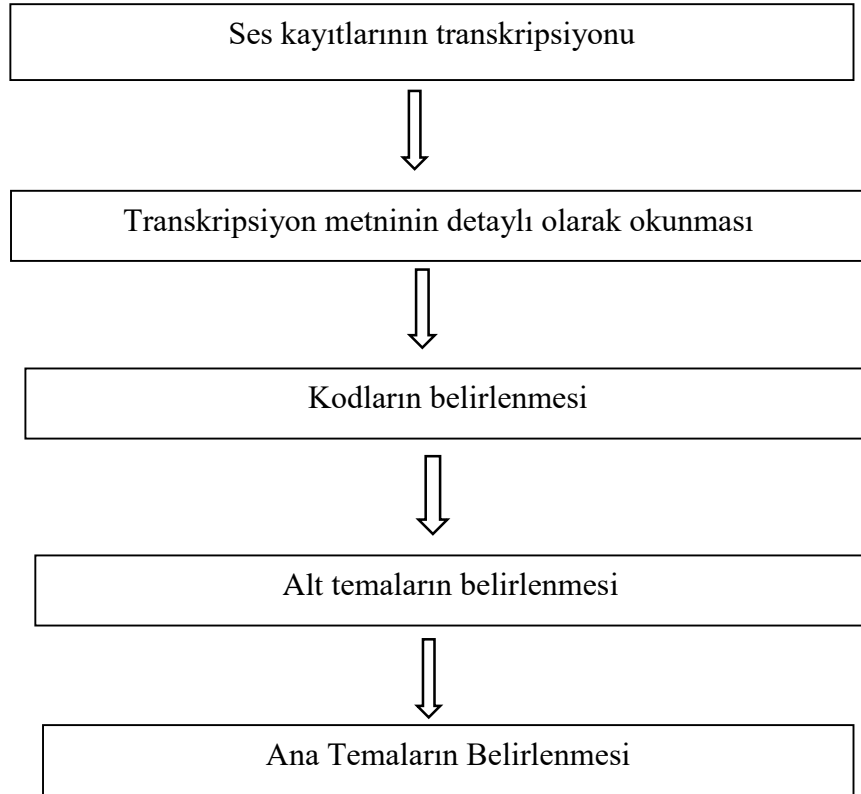 Ses kayıtlarının transkripsiyonu
Transkripsiyon metninin detaylı olarak okunması
Kodların belirlenmesi
Alt temaların belirlenmesi
Ana Temaların Belirlenmesi